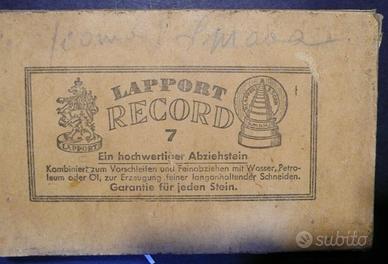 LAPPORT
RECORD
7
LAPPORT
Ein hochwertiger Abziehstein
Kombiniert zum Vorschleifen und Feinabziehen mit Wasser, Petro-
leum oder Öl, zur Erzeugung feiner langanhaltender Schneiden.
Garantie für jeden Stein.
subito